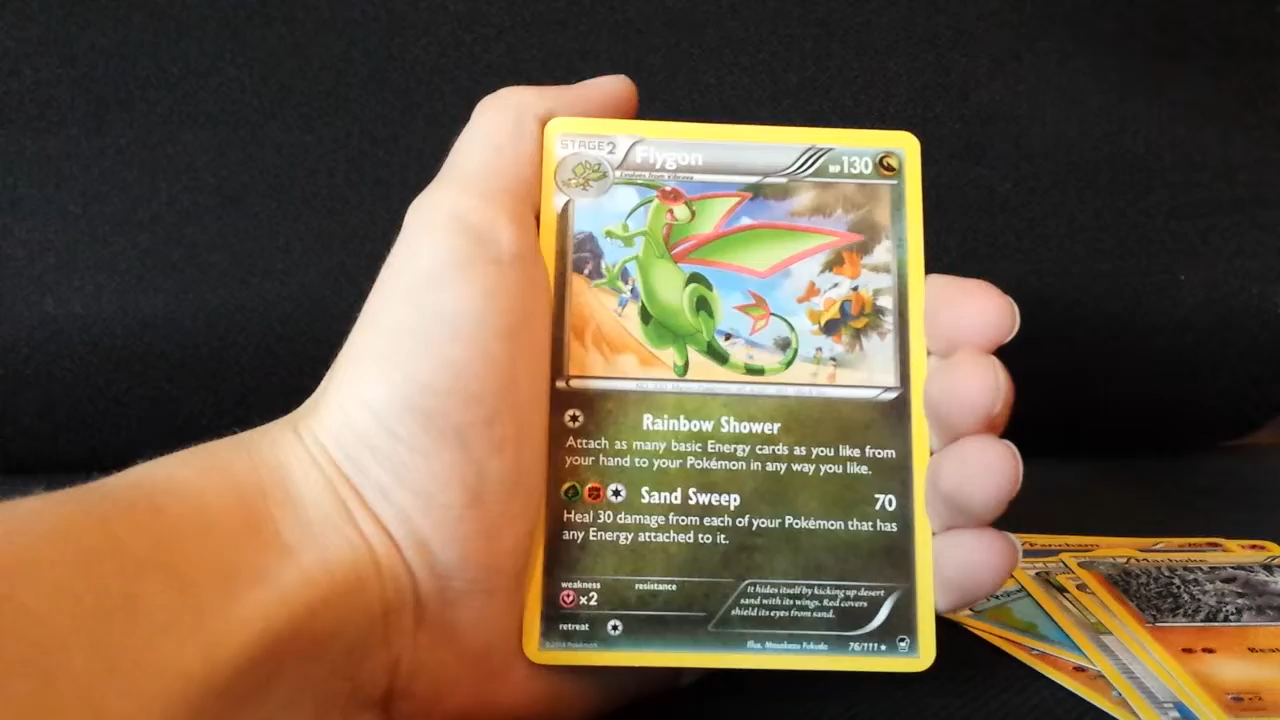 STAGE2
Flygon
HP130
Evolves from Vibrava
Rainbow Shower
Attach as many basic Energy cards as you like from
your hand to your Pokémon in any way you like.
Sand Sweep 70
Heal 30 damage from each of your Pokémon that has
any Energy attached to it.
weakness resistance
×2
It hides itself by kicking up desert
sand with its wings. Red covers
shield its eyes from sand.
retreat
Illus. Masakazu Fukuda
76/111
Pancham
Machoke
×2